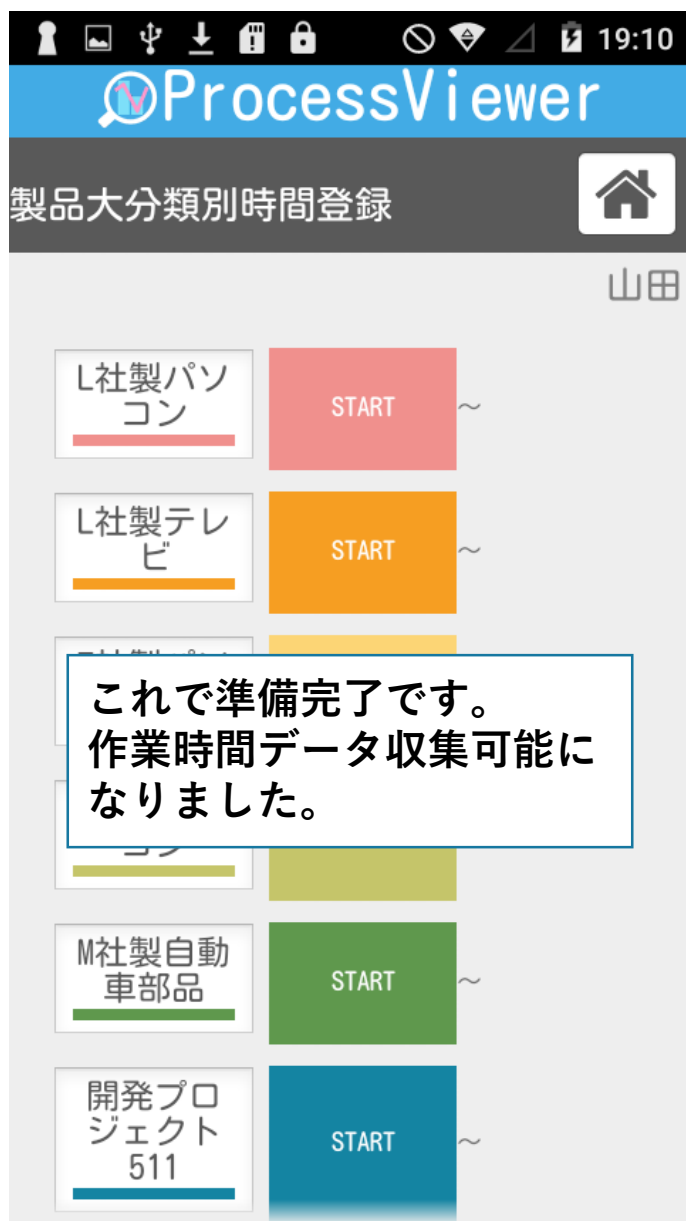 19:10
ProcessViewer
製品大分類別時間登録
山田
L社製パソ
コン
START
～
L社製テレ
ビ
START
～
これで準備完了です。
作業時間データ収集可能に
なりました。
コン
M社製自動
車部品
START
～
開発プロ
ジェクト
511
START
～